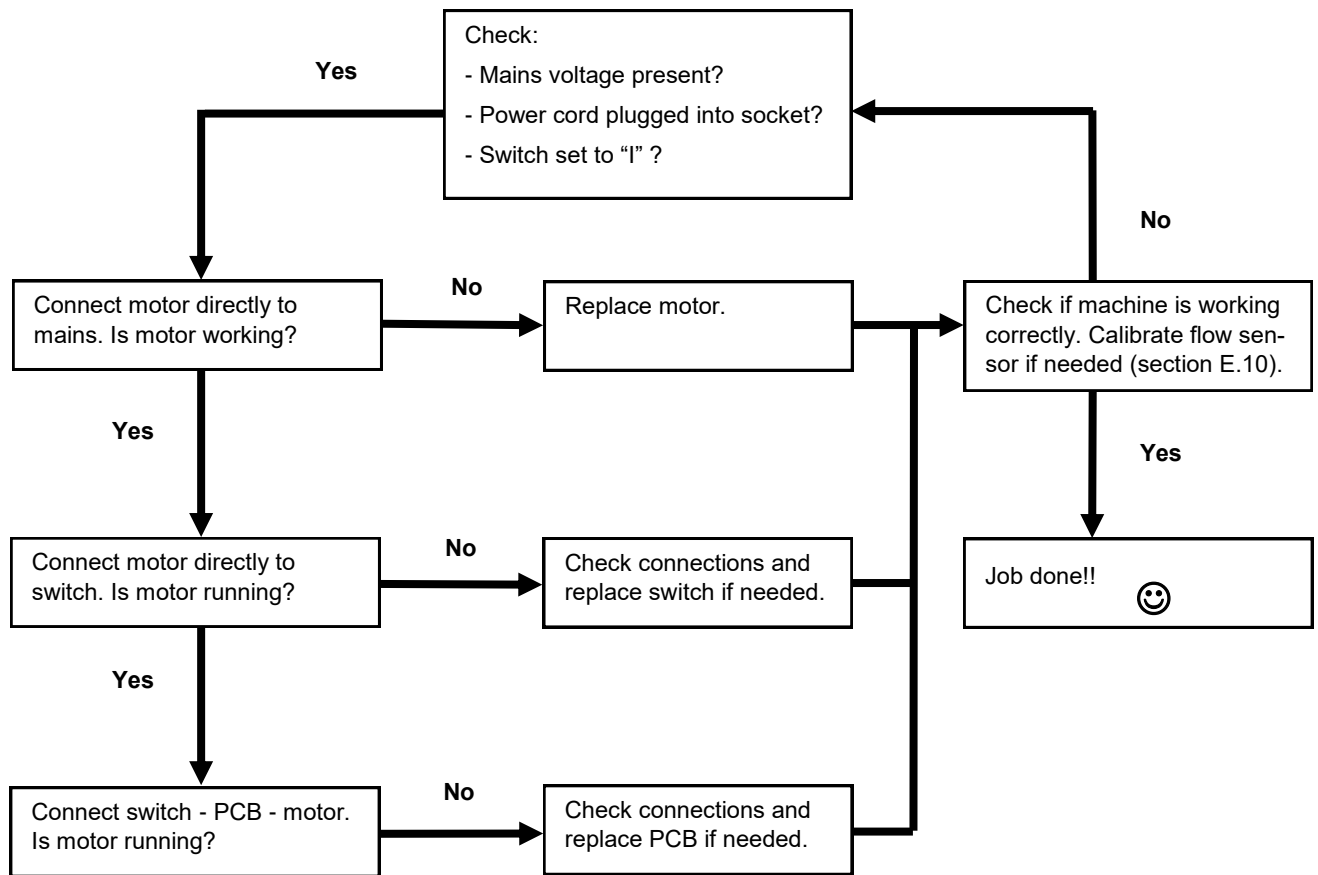 Check:
- Mains voltage present?
- Power cord plugged into socket?
- Switch set to “I” ?
Yes
No
Connect motor directly to
mains. Is motor working?
No
Replace motor.
Check if machine is working
correctly. Calibrate flow sen-
sor if needed (section E.10).
Yes
Yes
Connect motor directly to
switch. Is motor running?
No
Check connections and
replace switch if needed.
Job done!!
Yes
Connect switch - PCB - motor.
Is motor running?
No
Check connections and
replace PCB if needed.